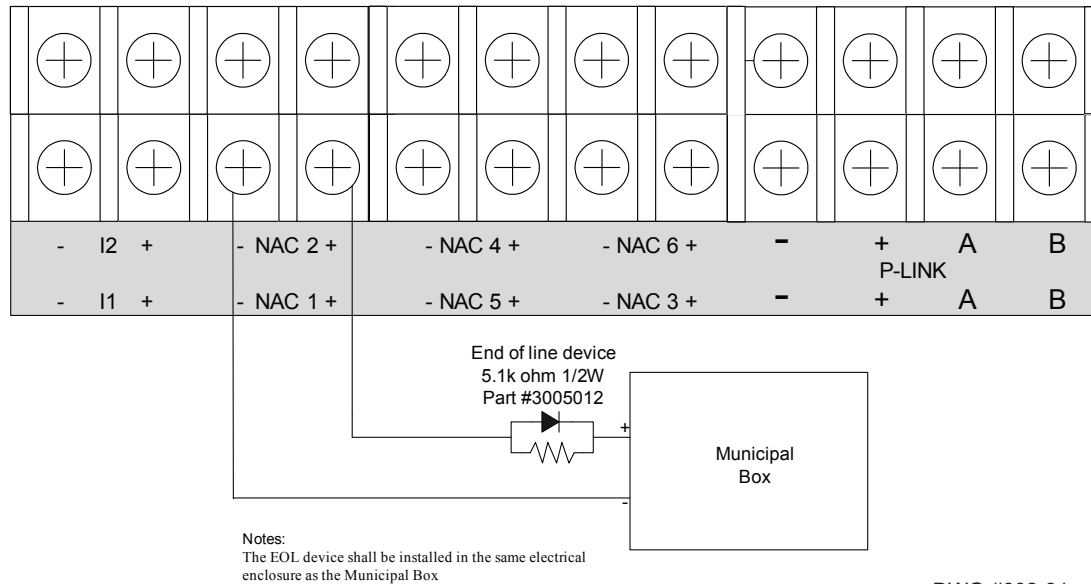 - I2 + - NAC 2 + - NAC 4 + - NAC 6 + - + A B
P-LINK
- I1 + - NAC 1 + - NAC 5 + - NAC 3 + - + A B
End of line device
5.1k ohm 1/2W
Part #3005012
+
Municipal
Box
-
Notes:
The EOL device shall be installed in the same electrical
enclosure as the Municipal Box